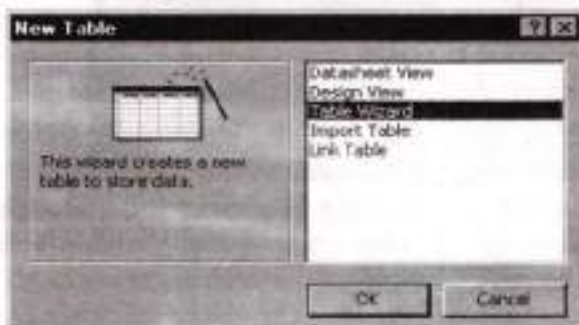 New Table
? ×
This wizard creates a new
table to store data.
Datasheet View
Design View
Table Wizard
Import Table
Link Table
OK
Cancel